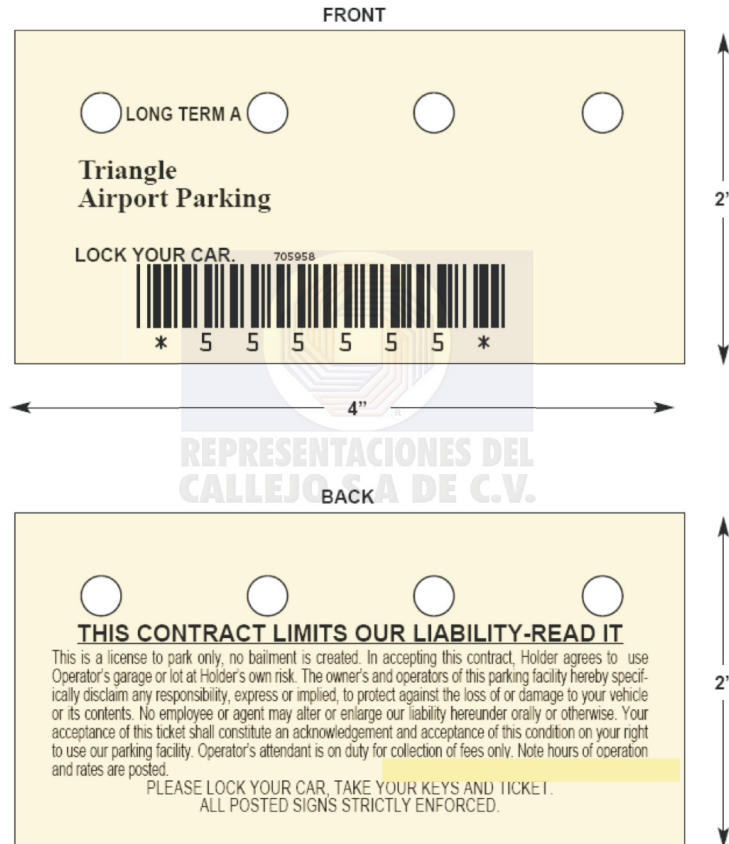 FRONT
LONG TERM A
Triangle
Airport Parking
LOCK YOUR CAR. 705958
* 5 5 5 5 5 5 *
2"
4"
®
REPRESENTACIONES DEL
CALLEJO S.A DE C.V.
BACK
THIS CONTRACT LIMITS OUR LIABILITY-READ IT
This is a license to park only, no bailment is created. In accepting this contract, Holder agrees to use
Operator's garage or lot at Holder's own risk. The owner's and operators of this parking facility hereby specif-
ically disclaim any responsibility, express or implied, to protect against the loss of or damage to your vehicle
or its contents. No employee or agent may alter or enlarge our liability hereunder orally or otherwise. Your
acceptance of this ticket shall constitute an acknowledgement and acceptance of this condition on your right
to use our parking facility. Operator's attendant is on duty for collection of fees only. Note hours of operation
and rates are posted.
PLEASE LOCK YOUR CAR, TAKE YOUR KEYS AND TICKET.
ALL POSTED SIGNS STRICTLY ENFORCED.
2"